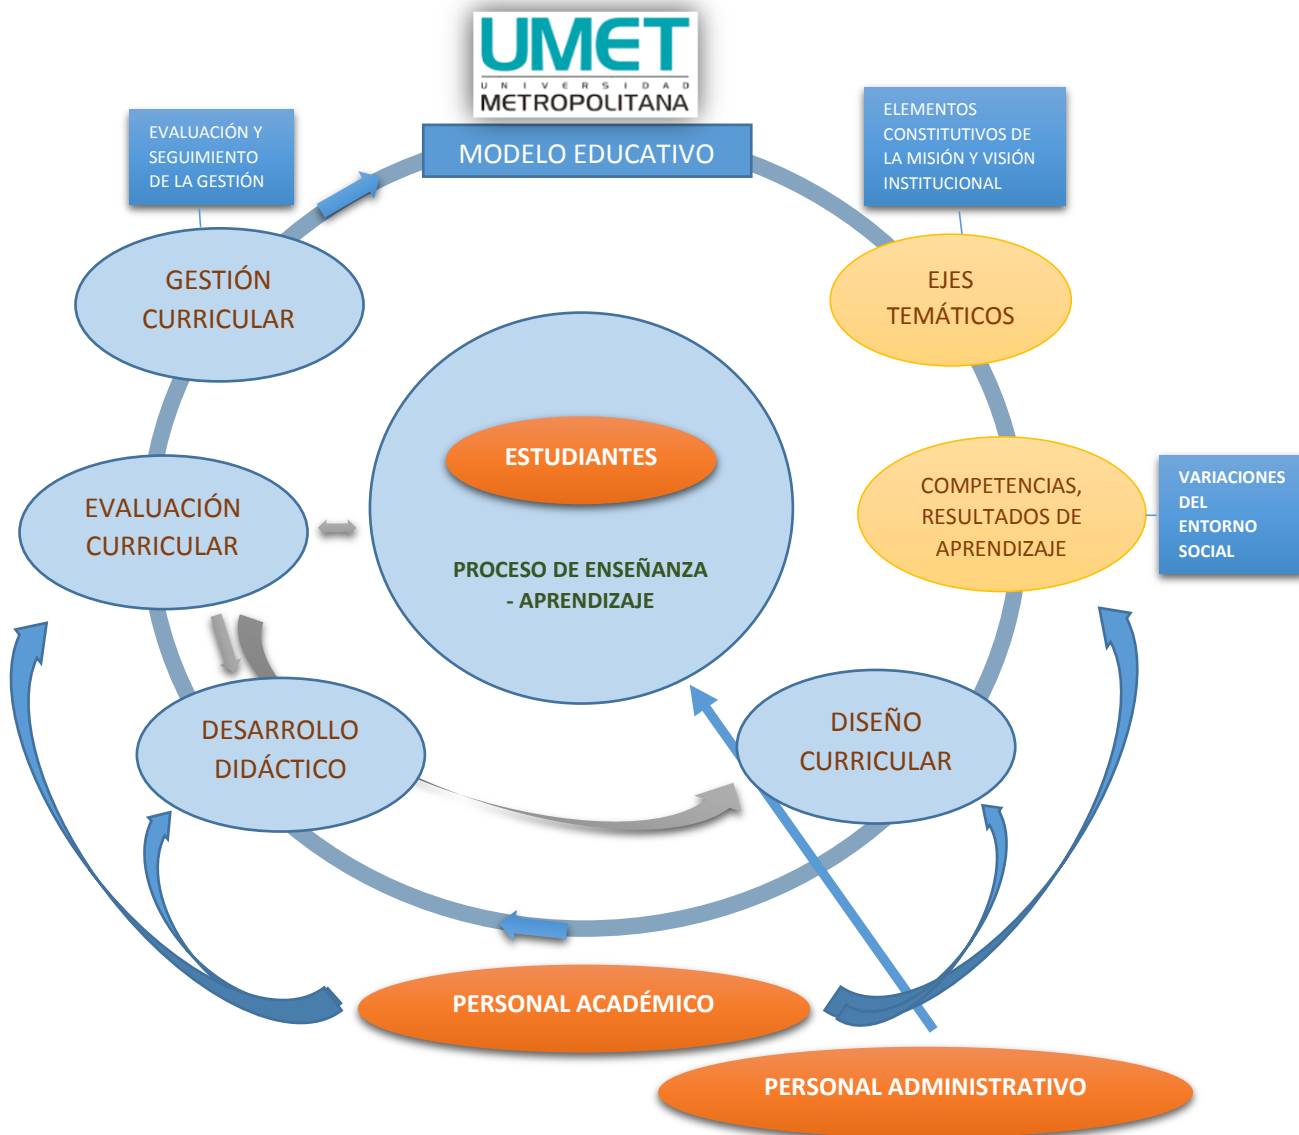 UMET
UNIVERSIDAD
METROPOLITANA
MODELO EDUCATIVO
EVALUACIÓN Y
SEGUIMIENTO
DE LA GESTIÓN
ELEMENTOS
CONSTITUTIVOS DE
LA MISIÓN Y VISIÓN
INSTITUCIONAL
GESTIÓN
CURRICULAR
EJES
TEMÁTICOS
ESTUDIANTES
PROCESO DE ENSEÑANZA
- APRENDIZAJE
EVALUACIÓN
CURRICULAR
COMPETENCIAS,
RESULTADOS DE
APRENDIZAJE
VARIACIONES
DEL
ENTORNO
SOCIAL
DESARROLLO
DIDÁCTICO
DISEÑO
CURRICULAR
PERSONAL ACADÉMICO
PERSONAL ADMINISTRATIVO